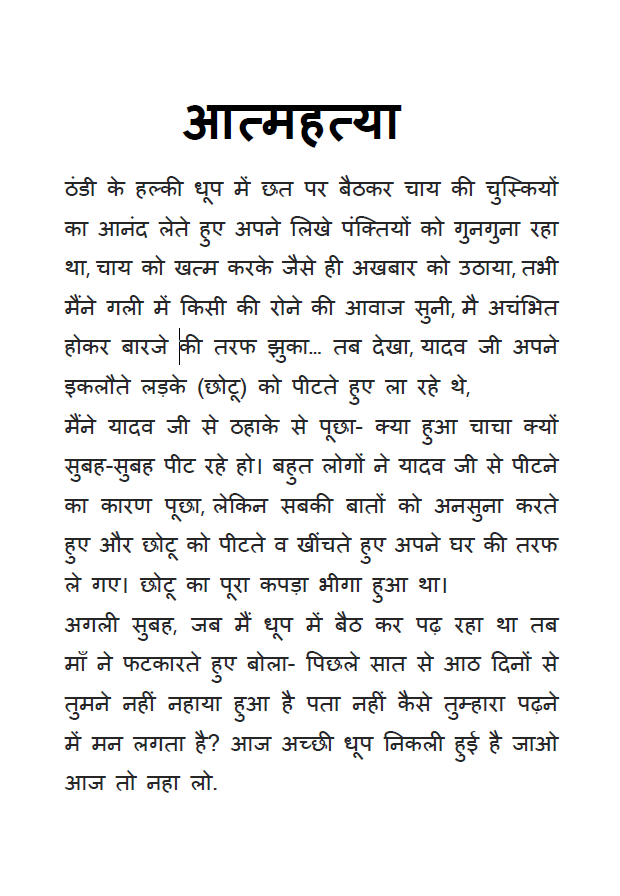 आत्महत्या
ठंडी के हल्की धूप में छत पर बैठकर चाय की चुस्कियों
का आनंद लेते हुए अपने लिखे पंक्तियों को गुनगुना रहा
था, चाय को खत्म करके जैसे ही अखबार को उठाया, तभी
मैंने गली में किसी की रोने की आवाज सुनी, मै अचंभित
होकर बारजे की तरफ झुका... तब देखा, यादव जी अपने
इकलौते लड़के (छोटू) को पीटते हुए ला रहे थे,
मैंने यादव जी से ठहाके से पूछा- क्या हुआ चाचा क्यों
सुबह-सुबह पीट रहे हो। बहुत लोगों ने यादव जी से पीटने
का कारण पूछा, लेकिन सबकी बातों को अनसुना करते
हुए और छोटू को पीटते व खींचते हुए अपने घर की तरफ
ले गए। छोटू का पूरा कपड़ा भीगा हुआ था।
अगली सुबह, जब मैं धूप में बैठ कर पढ़ रहा था तब
माँ ने फटकारते हुए बोला- पिछले सात से आठ दिनों से
तुमने नहीं नहाया हुआ है पता नहीं कैसे तुम्हारा पढ़ने
में मन लगता है? आज अच्छी धूप निकली हुई है जाओ
आज तो नहा लो.